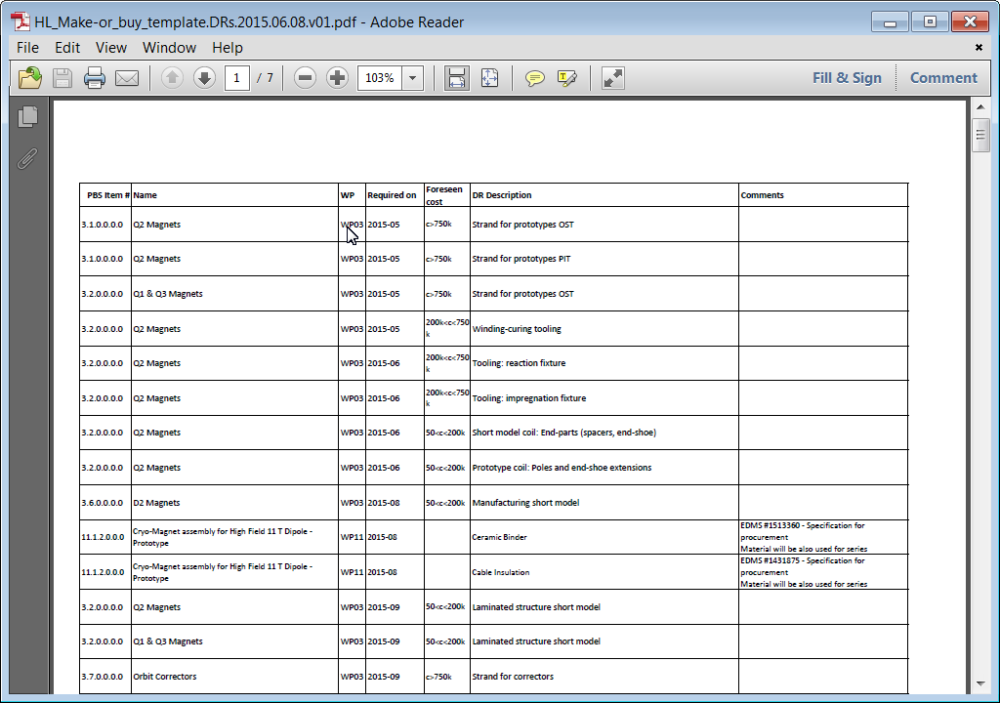 HL_Make-or-buy_template.DRs.2015.06.08.v01.pdf - Adobe Reader
File Edit View Window Help
1 / 7 103% Fill & Sign Comment
PBS Item # Name WP Required on Foreseen cost DR Description Comments
3.1.0.0.0.0 Q2 Magnets WP03 2015-05 c>750k Strand for prototypes OST
3.1.0.0.0.0 Q2 Magnets WP03 2015-05 c>750k Strand for prototypes PIT
3.2.0.0.0.0 Q1 & Q3 Magnets WP03 2015-05 c>750k Strand for prototypes OST
3.2.0.0.0.0 Q2 Magnets WP03 2015-05 200k<c<750k Winding-curing tooling
3.2.0.0.0.0 Q2 Magnets WP03 2015-06 200k<c<750k Tooling: reaction fixture
3.2.0.0.0.0 Q2 Magnets WP03 2015-06 200k<c<750k Tooling: impregnation fixture
3.2.0.0.0.0 Q2 Magnets WP03 2015-06 50<c<200k Short model coil: End-parts (spacers, end-shoe)
3.2.0.0.0.0 Q2 Magnets WP03 2015-06 50<c<200k Prototype coil: Poles and end-shoe extensions
3.6.0.0.0.0 D2 Magnets WP03 2015-08 50<c<200k Manufacturing short model
11.1.2.0.0.0 Cryo-Magnet assembly for High Field 11 T Dipole - Prototype WP11 2015-08 Ceramic Binder EDMS #1513360 - Specification for procurement
Material will be also used for series
11.1.2.0.0.0 Cryo-Magnet assembly for High Field 11 T Dipole - Prototype WP11 2015-08 Cable Insulation EDMS #1431875 - Specification for procurement
Material will be also used for series
3.2.0.0.0.0 Q2 Magnets WP03 2015-09 50<c<200k Laminated structure short model
3.2.0.0.0.0 Q1 & Q3 Magnets WP03 2015-09 50<c<200k Laminated structure short model
3.7.0.0.0.0 Orbit Correctors WP03 2015-09 c>750k Strand for correctors